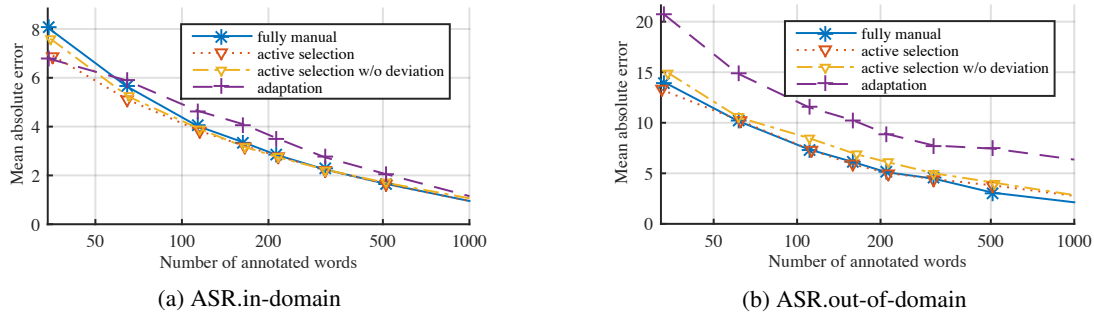 8
6
4
2
0
50
100
200
500
1000
Mean absolute error
Number of annotated words
fully manual
active selection
active selection w/o deviation
adaptation
(a) ASR.in-domain
20
15
10
5
0
50
100
200
500
1000
Mean absolute error
Number of annotated words
fully manual
active selection
active selection w/o deviation
adaptation
(b) ASR.out-of-domain